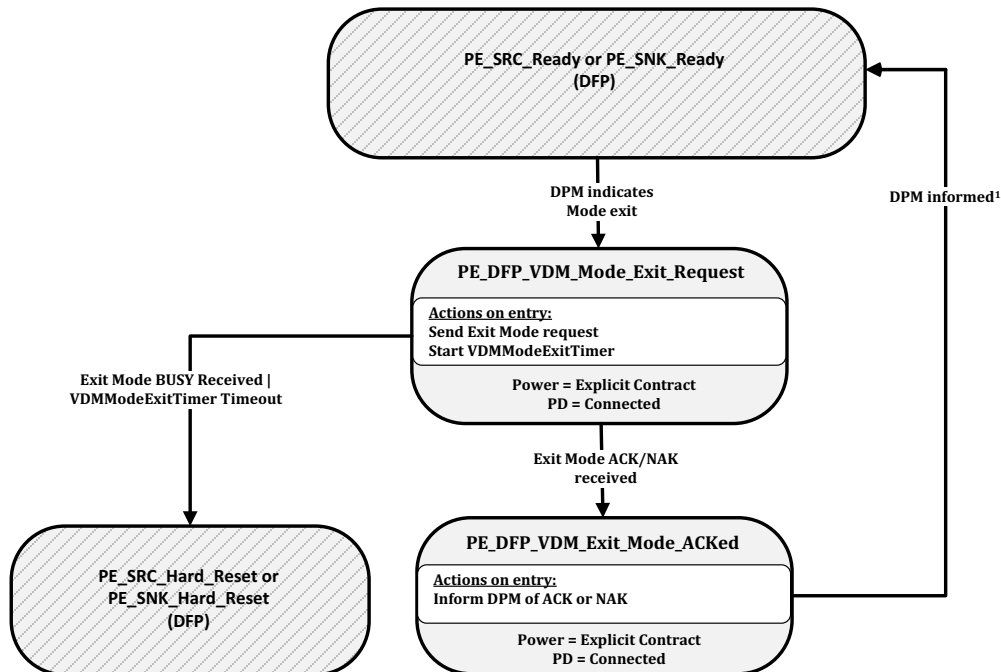 PE_SRC_Ready or PE_SNK_Ready
(DFP)
DPM indicates
Mode exit
DPM informed¹
PE_DFP_VDM_Mode_Exit_Request
Actions on entry:
Send Exit Mode request
Start VDMModeExitTimer
Power = Explicit Contract
PD = Connected
Exit Mode BUSY Received |
VDMModeExitTimer Timeout
Exit Mode ACK/NAK
received
PE_SRC_Hard_Reset or
PE_SNK_Hard_Reset
(DFP)
PE_DFP_VDM_Exit_Mode_ACKed
Actions on entry:
Inform DPM of ACK or NAK
Power = Explicit Contract
PD = Connected